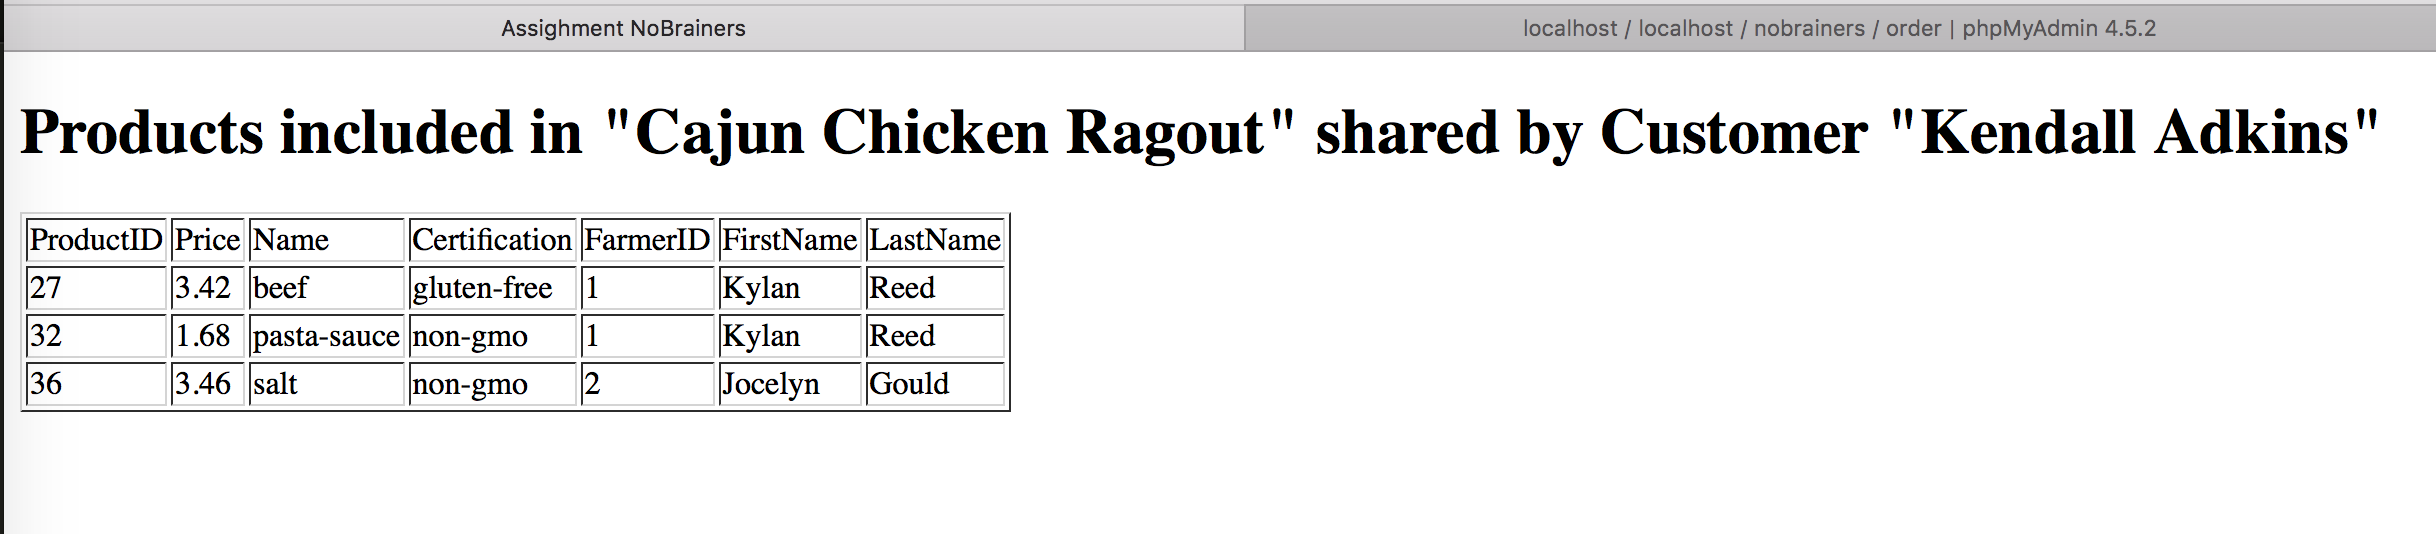 Assighment NoBrainers
localhost / localhost / nobrainers / order | phpMyAdmin 4.5.2
Products included in "Cajun Chicken Ragout" shared by Customer "Kendall Adkins"
ProductID Price Name Certification FarmerID FirstName LastName
27 3.42 beef gluten-free 1 Kylan Reed
32 1.68 pasta-sauce non-gmo 1 Kylan Reed
36 3.46 salt non-gmo 2 Jocelyn Gould